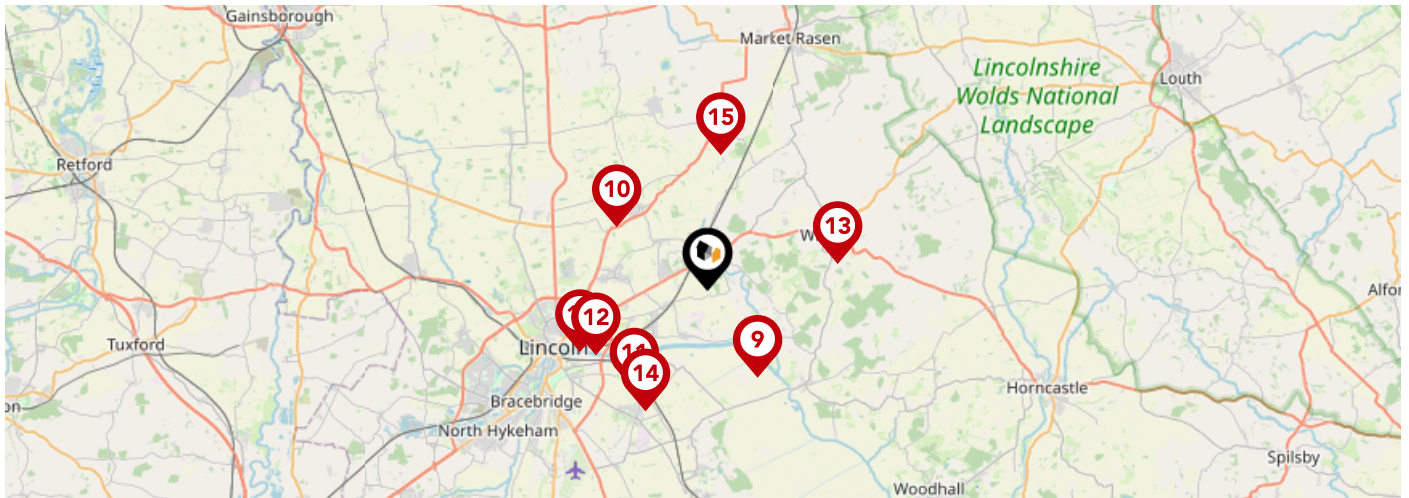 Gainsborough
Market Rasen
Lincolnshire
Wolds National
Landscape
Louth
15
Retford
10
13
9
12
14
Lincoln
Tuxford
Horncastle
Bracebridge
North Hykeham
Spilsby
Woodhall